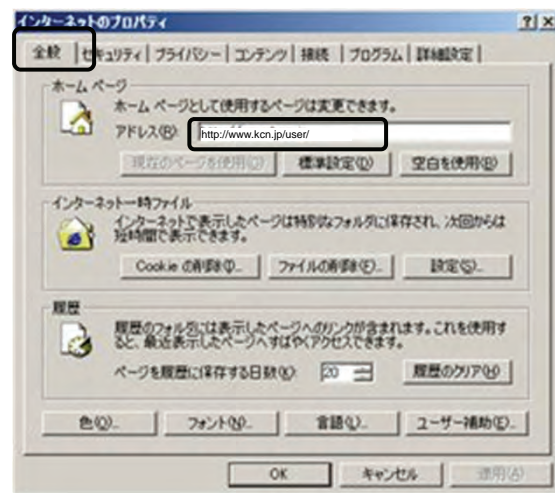 インターネットのプロパティ
全般 セキュリティ プライバシー コンテンツ 接続 プログラム 詳細設定
ホーム ページ
ホーム ページとして使用するページは変更できます。
アドレス(R): http://www.kcn.jp/user/
現在のページを使用(C) 標準設定(D) 空白を使用(B)
インターネット一時ファイル
インターネットで表示したページは特別なフォルダに保存され、次回からは
短時間で表示できます。
Cookie の削除(I)... ファイルの削除(F)... 設定(S)...
履歴
履歴のフォルダには表示したページへのリンクが含まれます。これを使用す
ると、最近表示したページへすばやくアクセスできます。
ページを履歴に保存する日数(K): 20 履歴のクリア(H)
色(O)... フォント(N)... 言語(L)... ユーザー補助(E)...
OK キャンセル 適用(A)